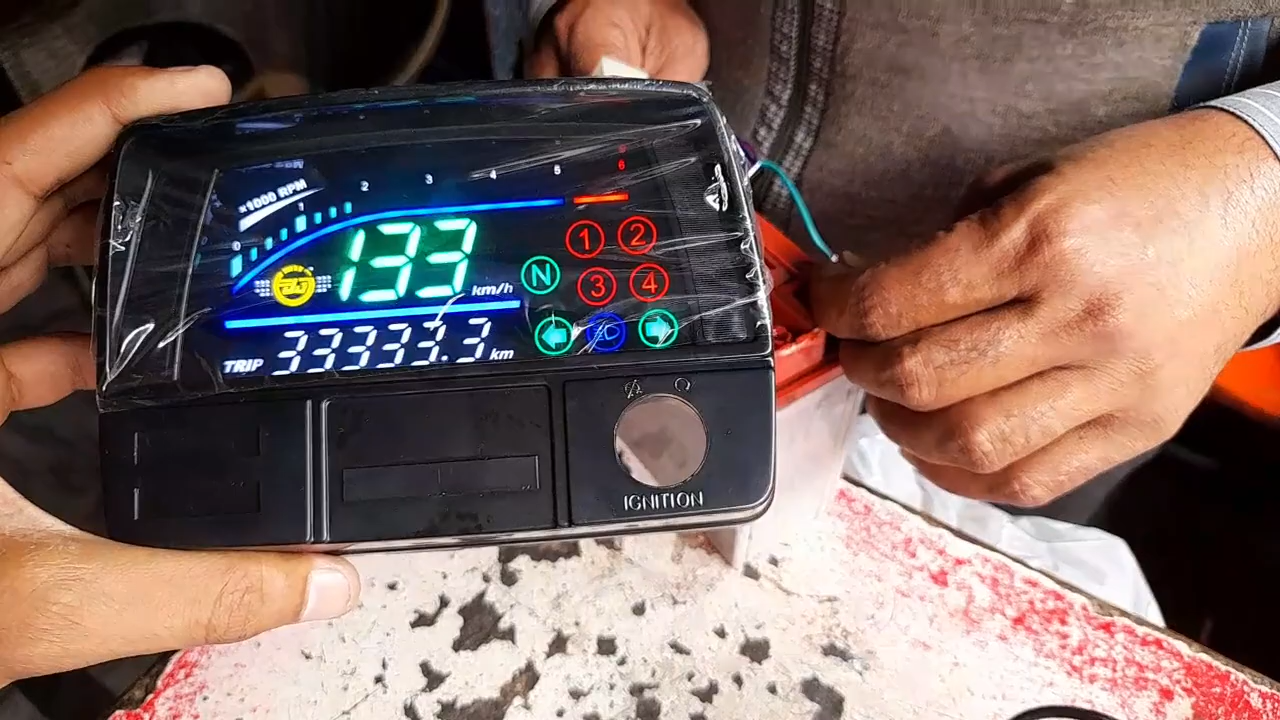 ×1000 RPM
0 1 2 3 4 5 6
133 km/h
N
1 2
3 4
TRIP 33333.3 km
IGNITION